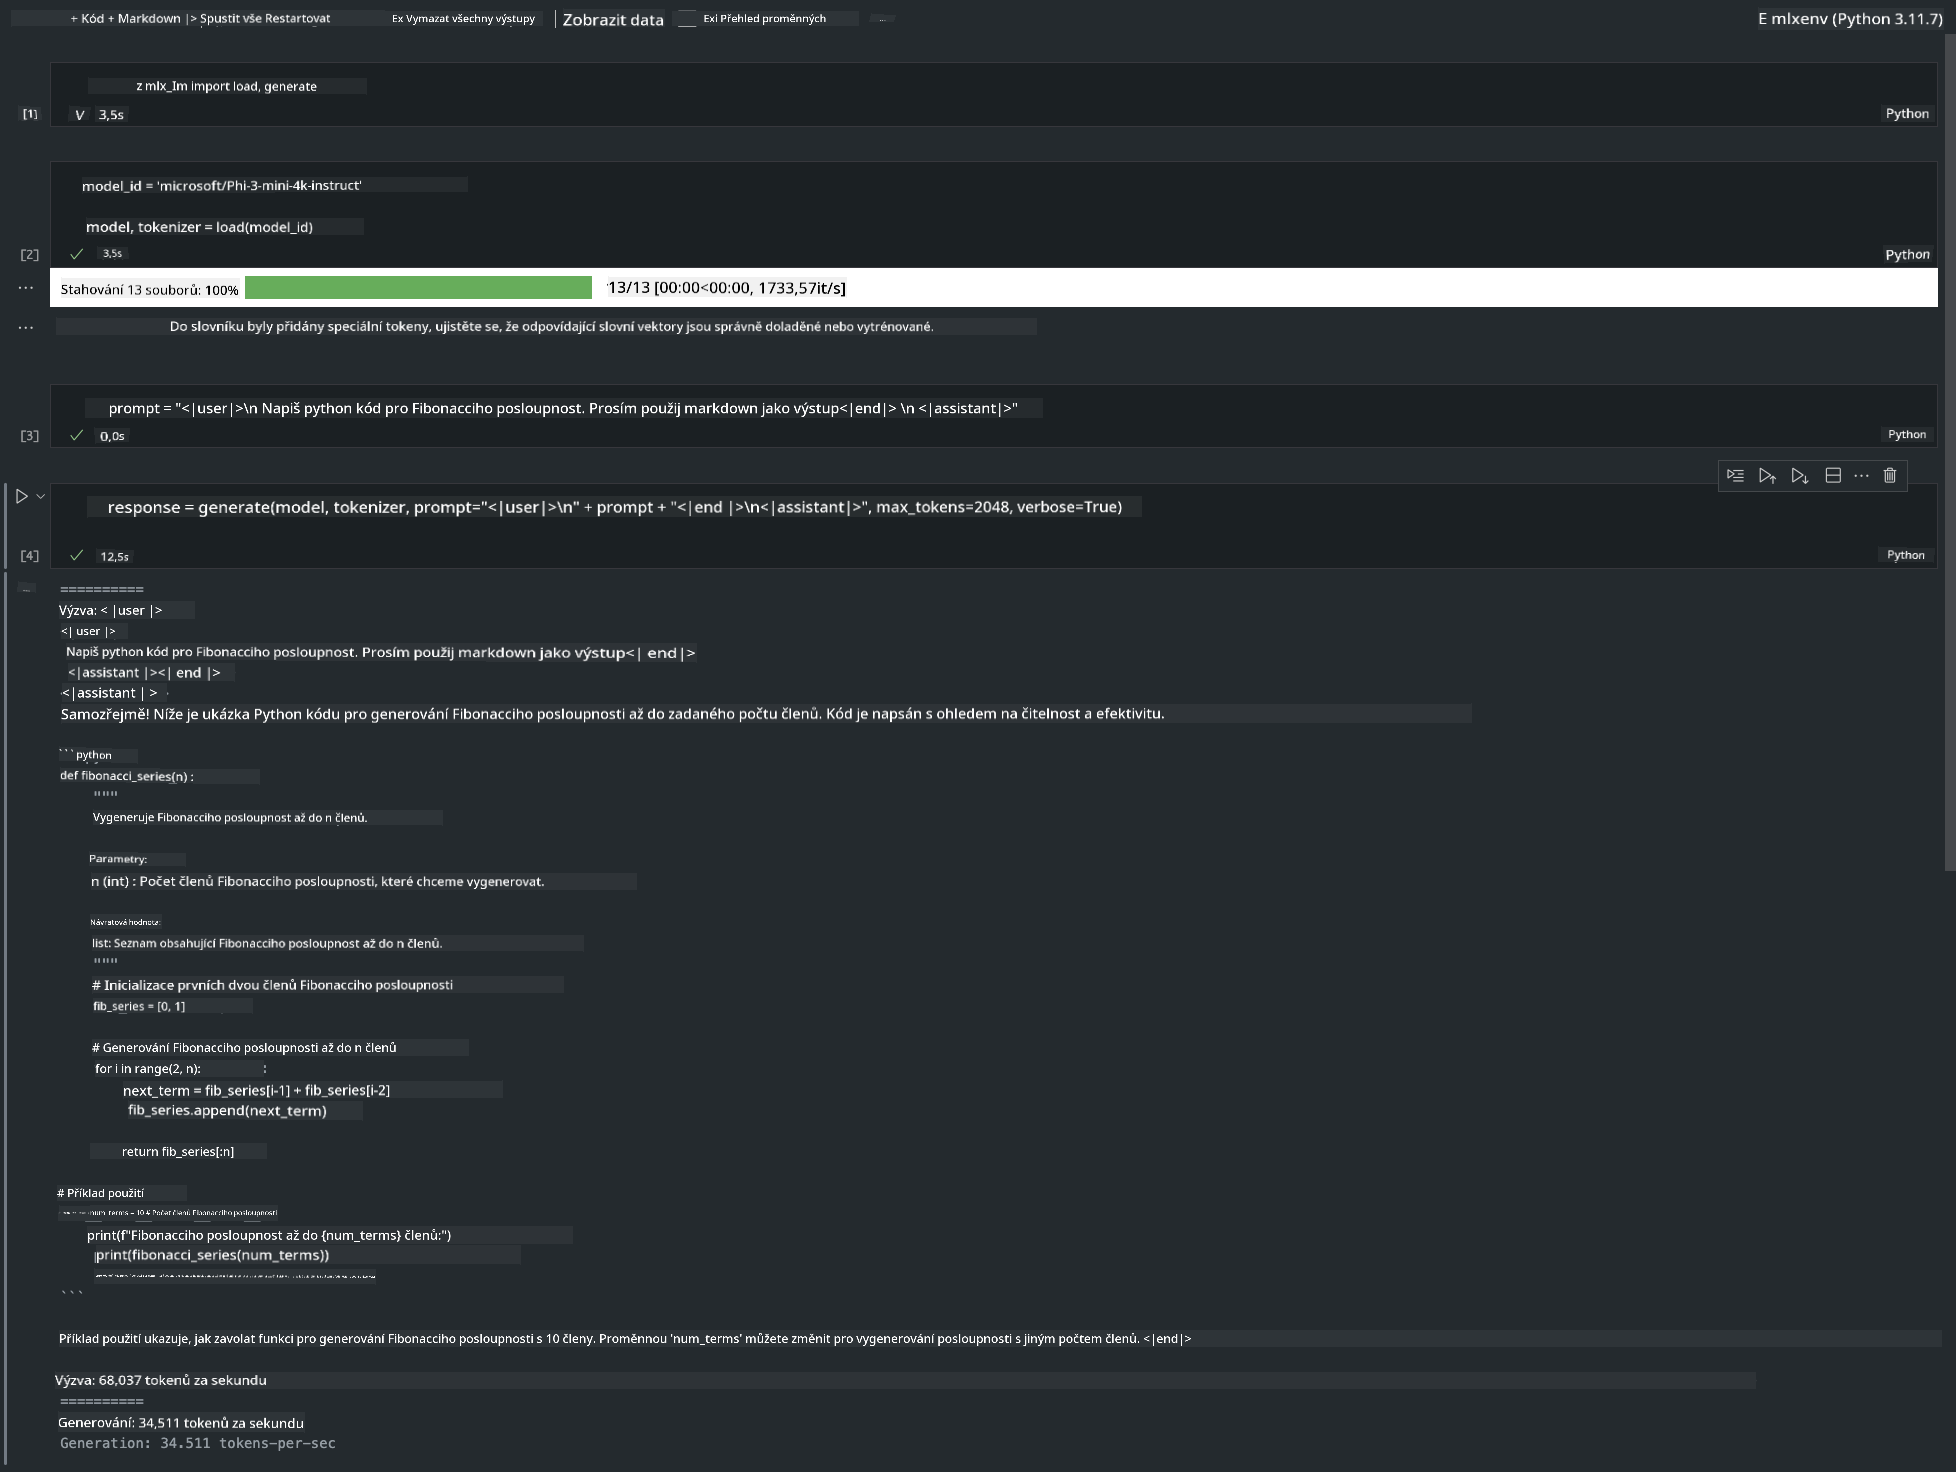 + Kód + Markdown |> Spustit vše Restartovat Ex Vymazat všechny výstupy | Zobrazit data Exi Přehled proměnných ... E mlxenv (Python 3.11.7)
z mlx_Im import load, generate
[1] V 3,5s Python
model_id = 'microsoft/Phi-3-mini-4k-instruct'
model, tokenizer = load(model_id)
[2] ✓ 3,5s Python
... Stahování 13 souborů: 100% 13/13 [00:00<00:00, 1733,57it/s]
... Do slovníku byly přidány speciální tokeny, ujistěte se, že odpovídající slovní vektory jsou správně doladěné nebo vytrénované.
prompt = "<|user|>\n Napiš python kód pro Fibonacciho posloupnost. Prosím použij markdown jako výstup<|end|> \n <|assistant|>"
[3] ✓ 0,0s Python
response = generate(model, tokenizer, prompt="<|user|>\n" + prompt + "<|end |>\n<|assistant|>", max_tokens=2048, verbose=True)
[4] ✓ 12,5s Python
... ==========
Výzva: < |user |>
<| user |>
Napiš python kód pro Fibonacciho posloupnost. Prosím použij markdown jako výstup<| end|>
<|assistant |><| end |>
<|assistant | >
Samozřejmě! Níže je ukázka Python kódu pro generování Fibonacciho posloupnosti až do zadaného počtu členů. Kód je napsán s ohledem na čitelnost a efektivitu.
```python
def fibonacci_series(n) :
"""
Vygeneruje Fibonacciho posloupnost až do n členů.
Parametry:
n (int) : Počet členů Fibonacciho posloupnosti, které chceme vygenerovat.
Návratová hodnota:
list: Seznam obsahující Fibonacciho posloupnost až do n členů.
"""
# Inicializace prvních dvou členů Fibonacciho posloupnosti
fib_series = [0, 1]
# Generování Fibonacciho posloupnosti až do n členů
for i in range(2, n): :
next_term = fib_series[i-1] + fib_series[i-2]
fib_series.append(next_term)
return fib_series[:n]
# Příklad použití
num_terms = 10 # Počet členů Fibonacciho posloupnosti
print(f"Fibonacciho posloupnost až do {num_terms} členů:")
print(fibonacci_series(num_terms))
```
Příklad použití ukazuje, jak zavolat funkci pro generování Fibonacciho posloupnosti s 10 členy. Proměnnou 'num_terms' můžete změnit pro vygenerování posloupnosti s jiným počtem členů. <|end|>
Výzva: 68,037 tokenů za sekundu
==========
Generování: 34,511 tokenů za sekundu
Generation: 34.511 tokens-per-sec